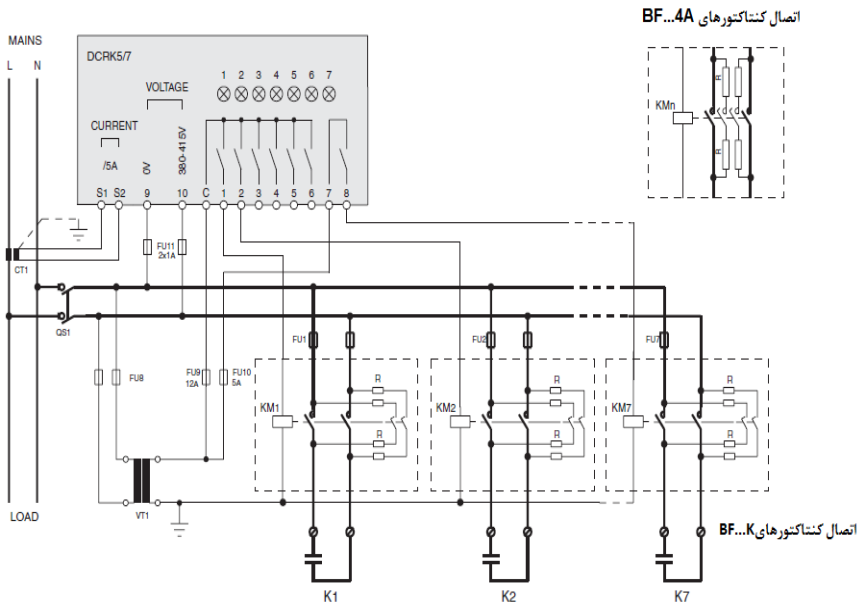 اتصال کنتاکتورهای BF...4A
MAINS
L N
DCRK5/7
VOLTAGE
1 2 3 4 5 6 7
CURRENT
/5A
0V
380-415V
S1 S2 9 10 C 1 2 3 4 5 6 7 8
KMn
R
R
CT1
FU11
2x1A
QS1
FU1
FU2
FU7
FU8
FU9
12A
FU10
5A
KM1
R
R
KM2
R
R
KM7
R
R
VT1
LOAD
اتصال کنتاکتورهای BF...K
K1 K2 K7